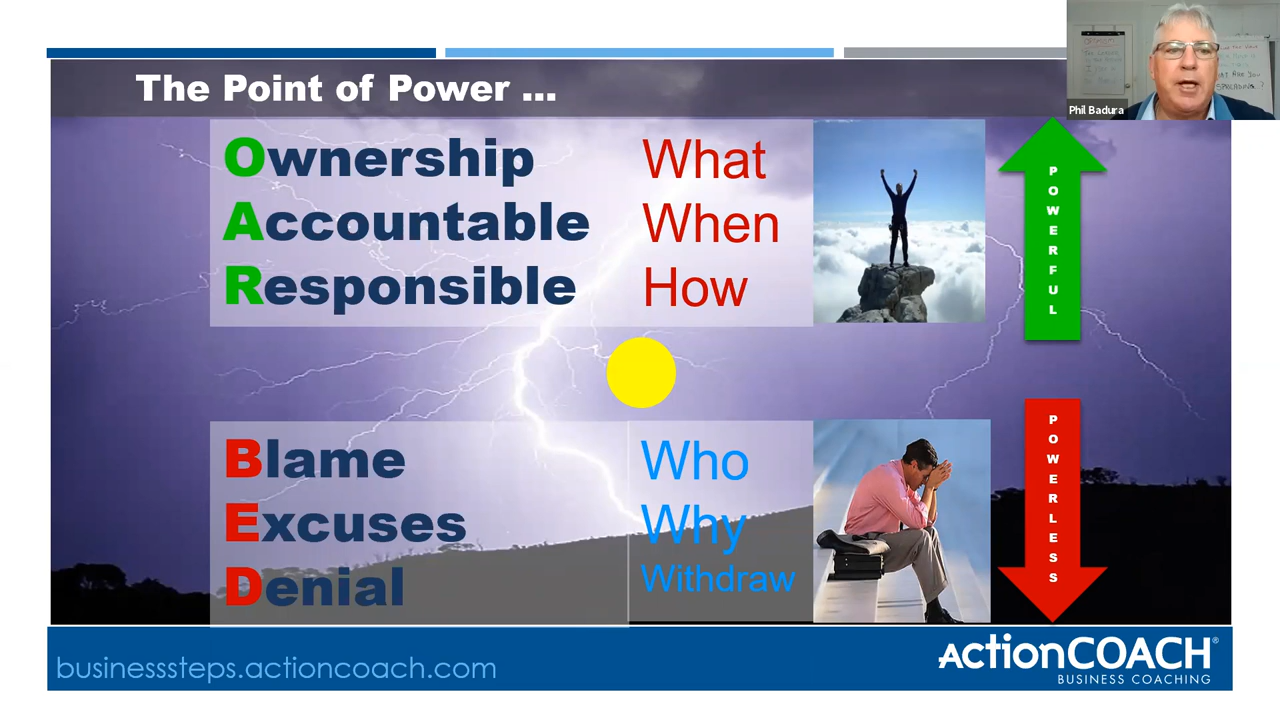 The Point of Power ...
Phil Badura
Ownership What
Accountable When
Responsible How
POWERFUL
Blame Who
Excuses Why
Denial Withdraw
POWERLESS
businesssteps.actioncoach.com
ActionCOACH®
BUSINESS COACHING